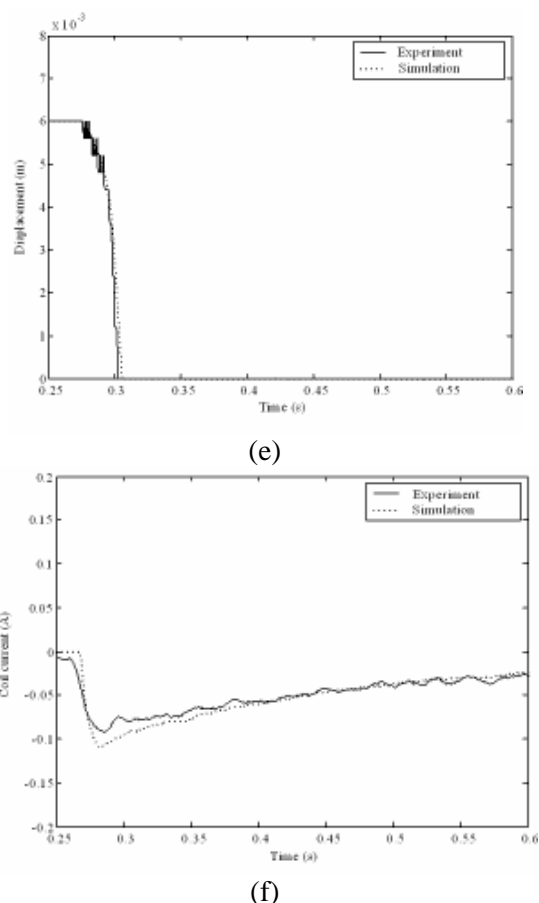 x 10⁻³
8
7
6
5
4
3
2
1
0
Displacement (m)
Experiment
Simulation
0.25 0.3 0.35 0.4 0.45 0.5 0.55 0.6
Time (s)
(e)
0.2
0.15
0.1
0.05
0
-0.05
-0.1
-0.15
-0.2
Coil current (A)
Experiment
Simulation
0.25 0.3 0.35 0.4 0.45 0.5 0.55 0.6
Time (s)
(f)